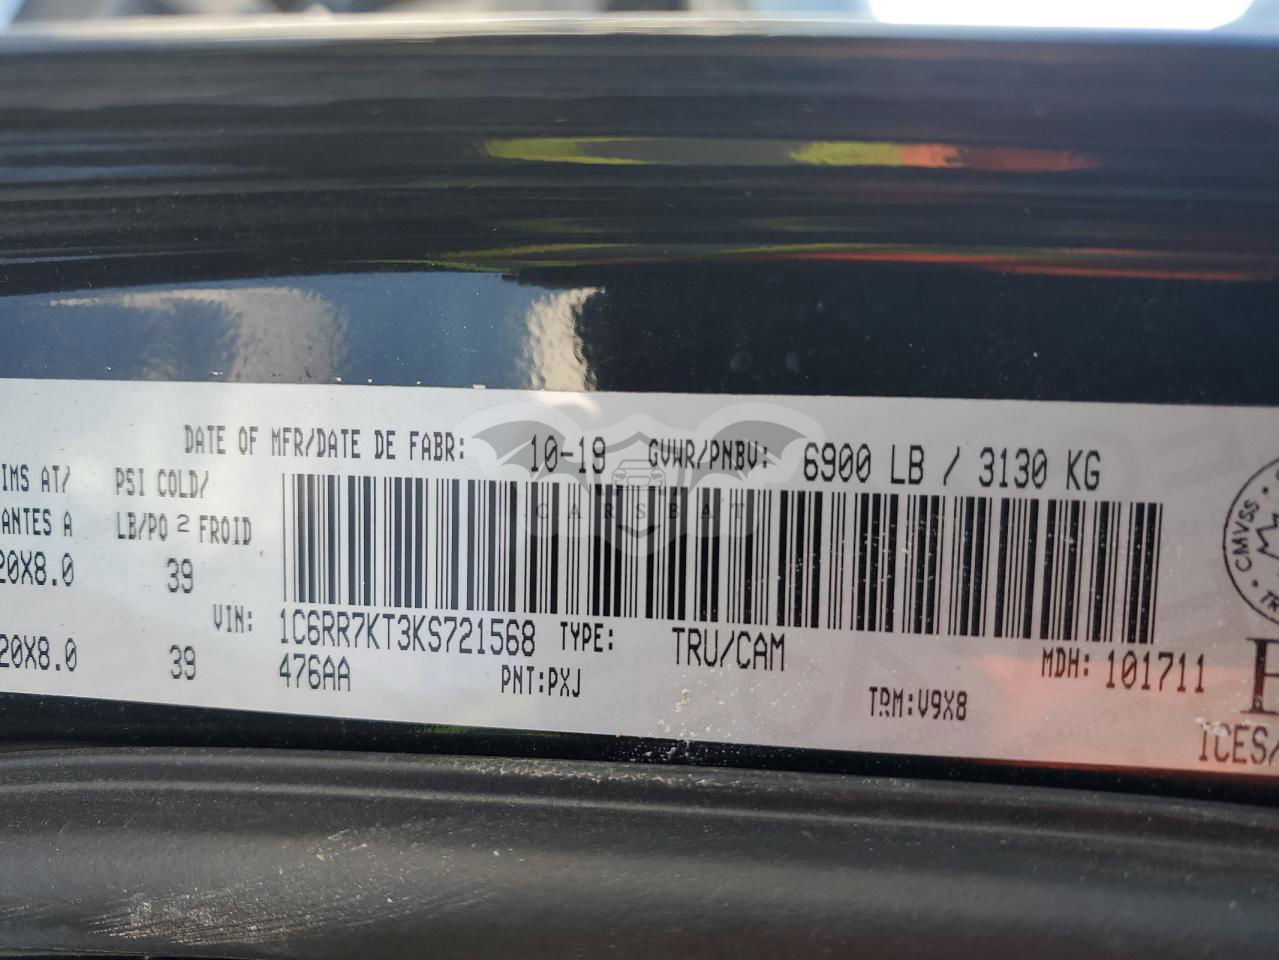 DATE OF MFR/DATE DE FABR: 10-19 GVWR/PNBV: 6900 LB / 3130 KG
IMS AT/ PSI COLD/
ANTES A LB/PO 2 FROID
20X8.0 39
CARSBAT
CMVSS
VIN: 1C6RR7KT3KS721568 TYPE: TRU/CAM MDH: 101711
20X8.0 39 476AA PNT:PXJ TRM:V9X8
ICES/